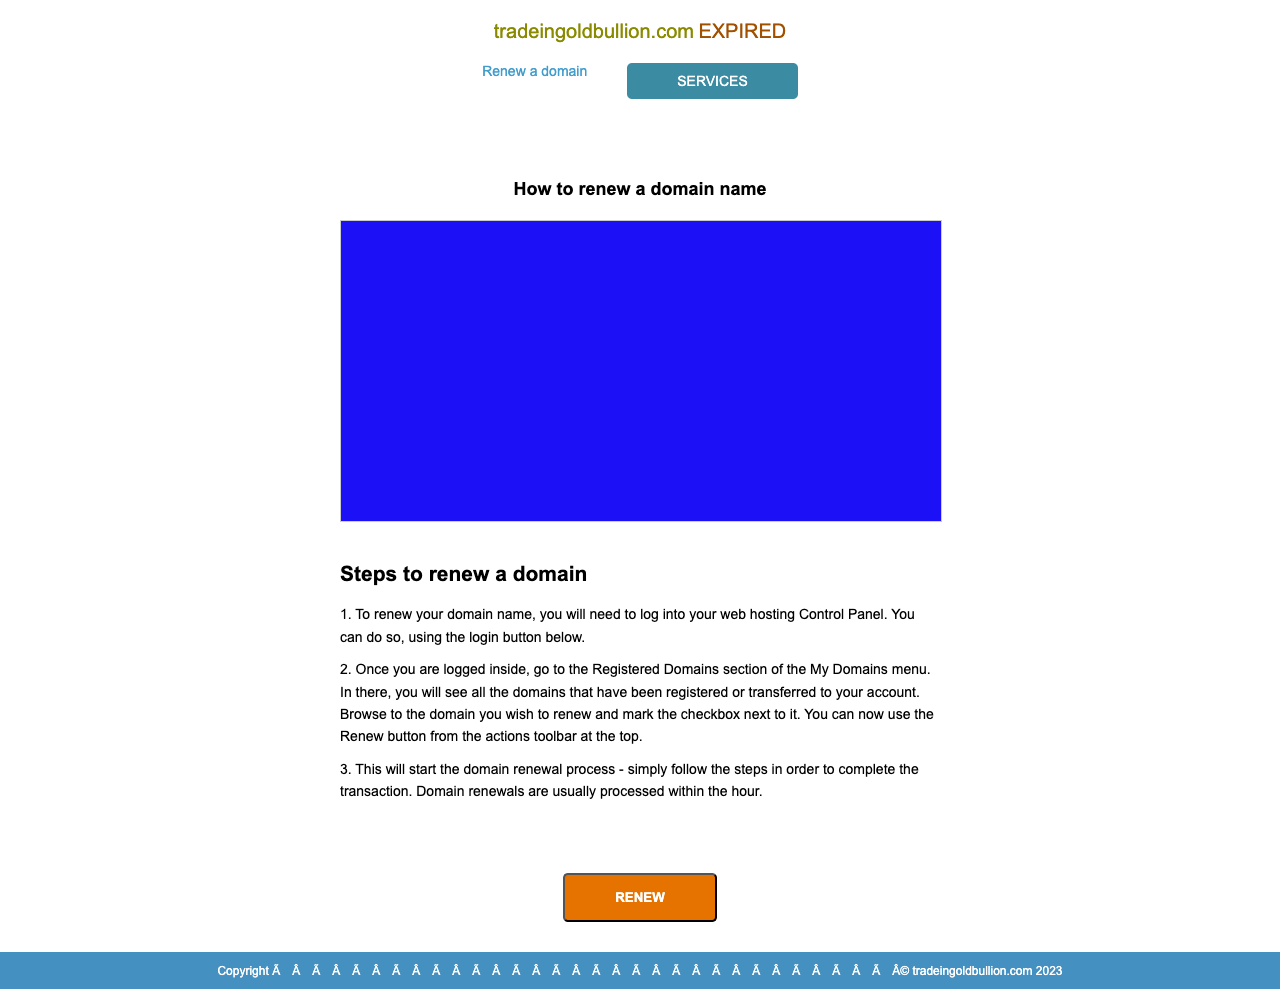 tradeingoldbullion.com EXPIRED
Renew a domain
SERVICES
How to renew a domain name
Steps to renew a domain
1. To renew your domain name, you will need to log into your web hosting Control Panel. You
can do so, using the login button below.
2. Once you are logged inside, go to the Registered Domains section of the My Domains menu.
In there, you will see all the domains that have been registered or transferred to your account.
Browse to the domain you wish to renew and mark the checkbox next to it. You can now use the
Renew button from the actions toolbar at the top.
3. This will start the domain renewal process - simply follow the steps in order to complete the
transaction. Domain renewals are usually processed within the hour.
RENEW
Copyright Ã Â Ã Â Ã Â Ã Â Ã Â Ã Â Ã Â Ã Â Ã Â Ã Â Ã Â Ã Â Ã Â Ã Â Ã Â Ã Â© tradeingoldbullion.com 2023